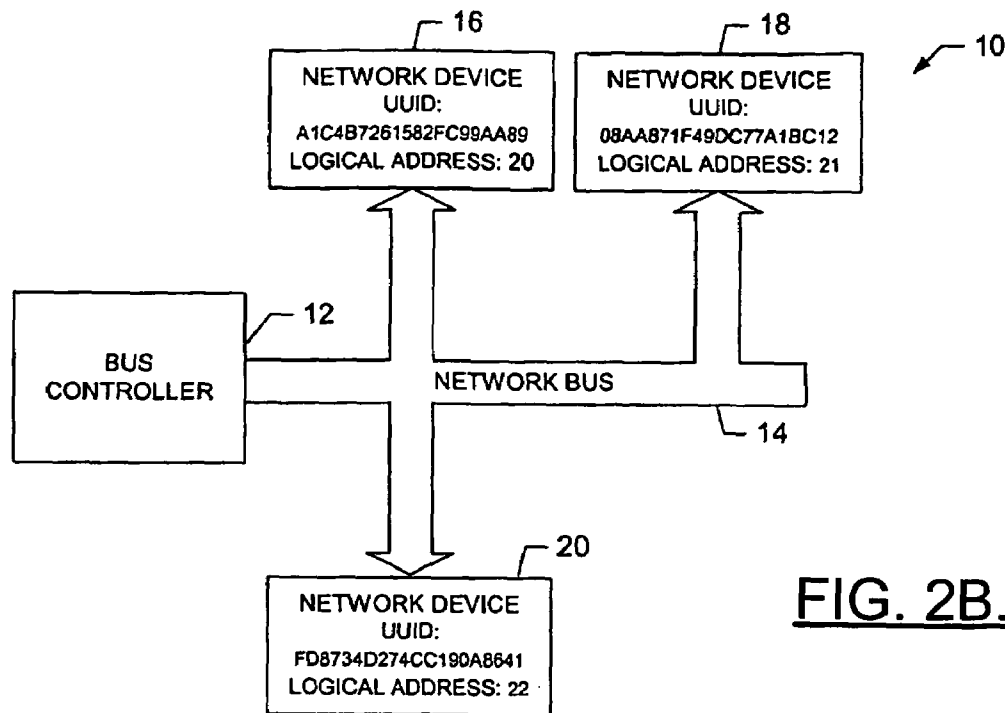 16
18
10
NETWORK DEVICE
UUID:
A1C4B7261582FC99AA89
LOGICAL ADDRESS: 20
NETWORK DEVICE
UUID:
08AA871F49DC77A1BC12
LOGICAL ADDRESS: 21
12
BUS
CONTROLLER
NETWORK BUS
14
20
NETWORK DEVICE
UUID:
FD8734D274CC190A8641
LOGICAL ADDRESS: 22
FIG. 2B.